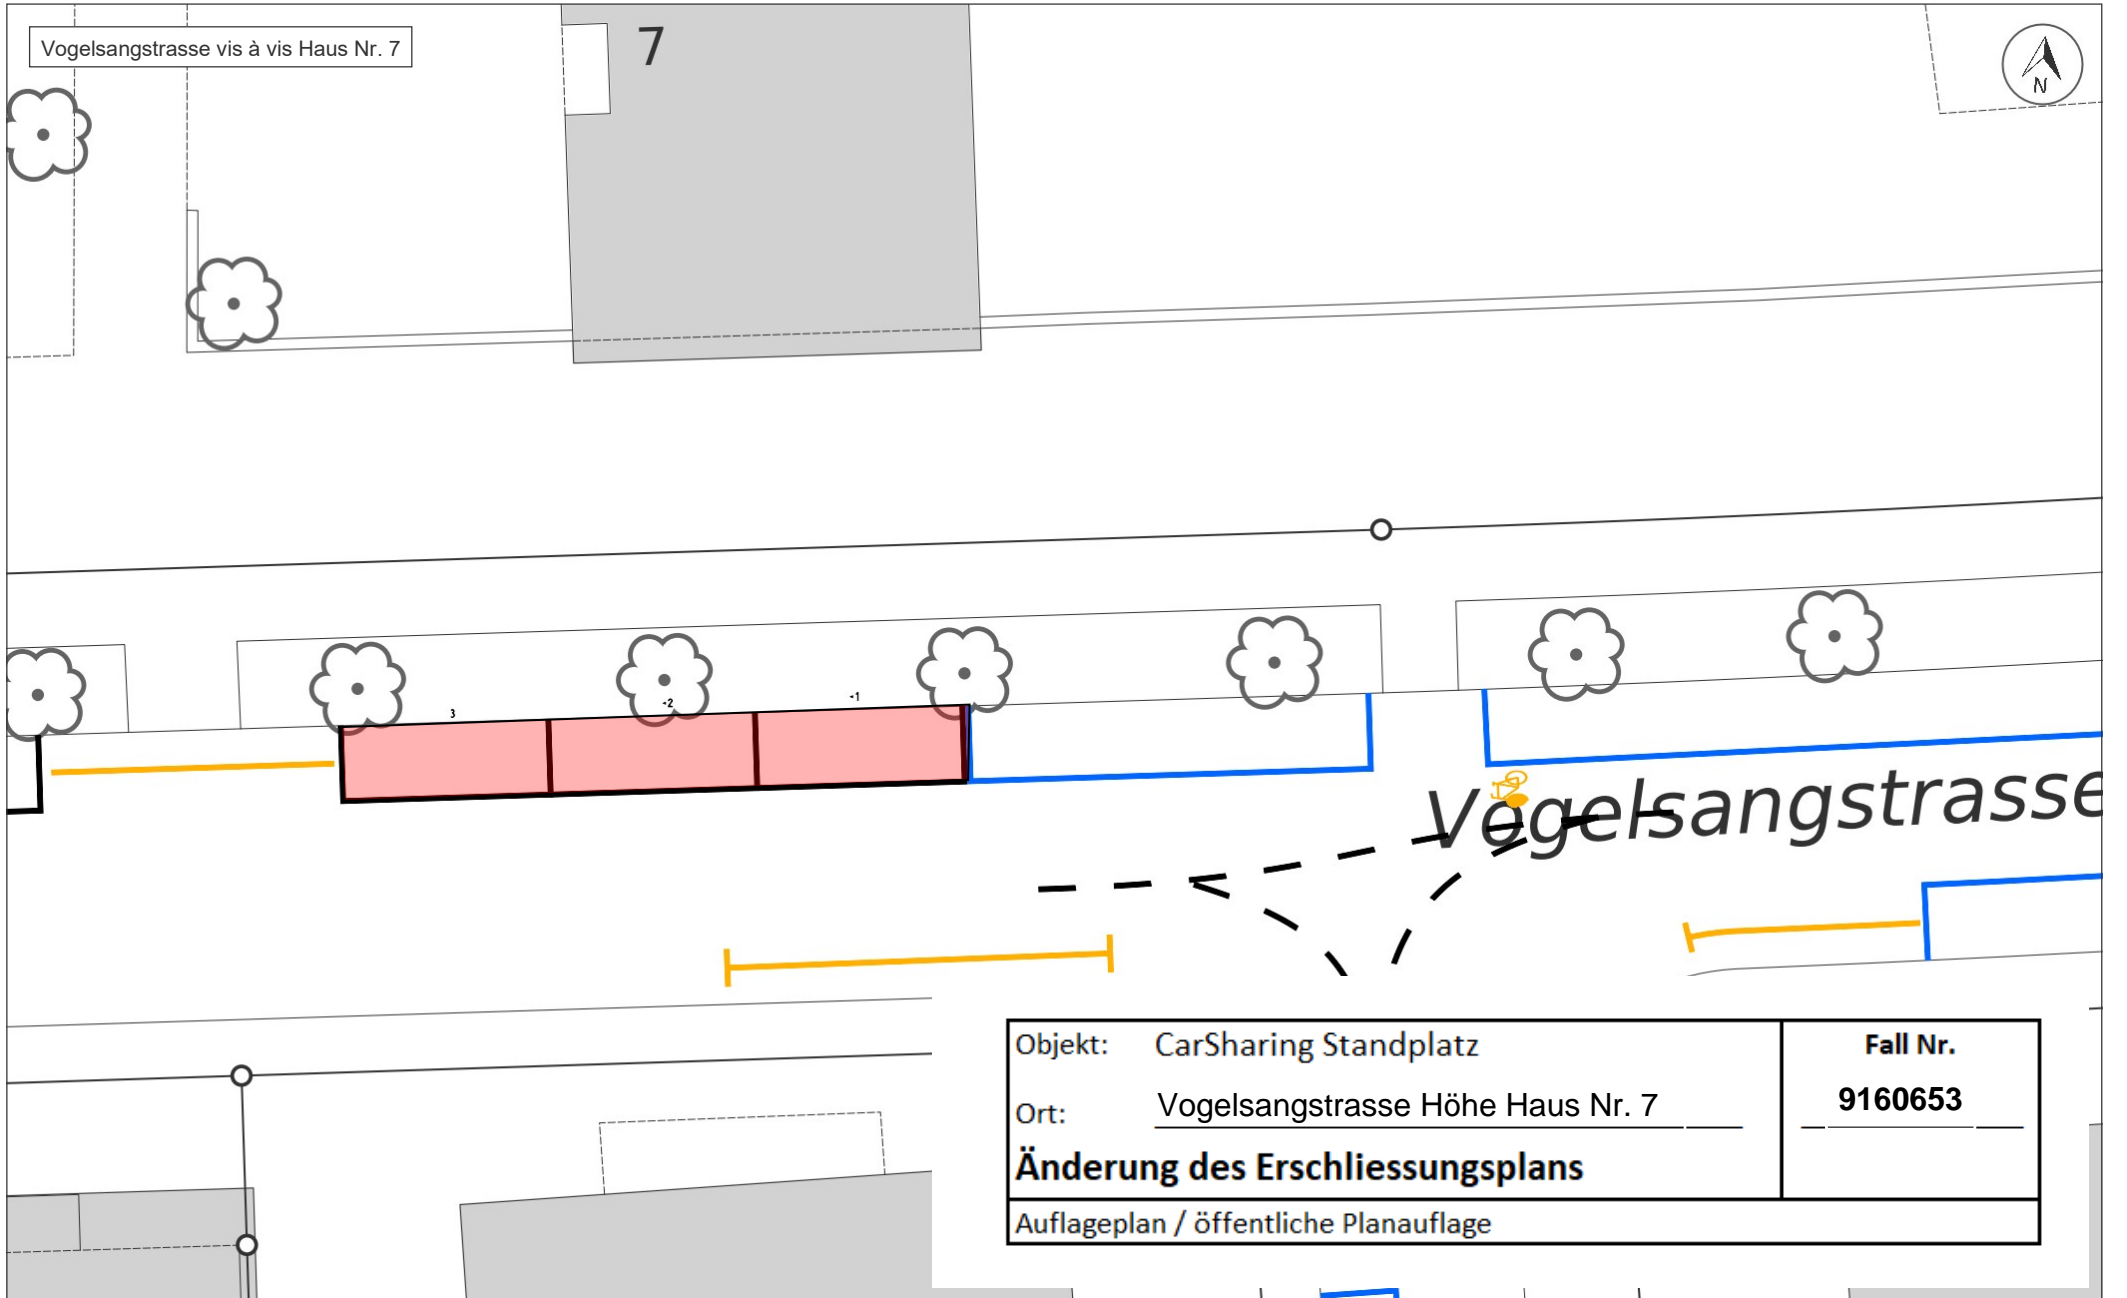 Vogelsangstrasse vis à vis Haus Nr. 7
7
N
3
-2
-1
Vogelsangstrasse
Objekt: CarSharing Standplatz
Fall Nr.
Ort: Vogelsangstrasse Höhe Haus Nr. 7
9160653
Änderung des Erschliessungsplans
Auflageplan / öffentliche Planauflage